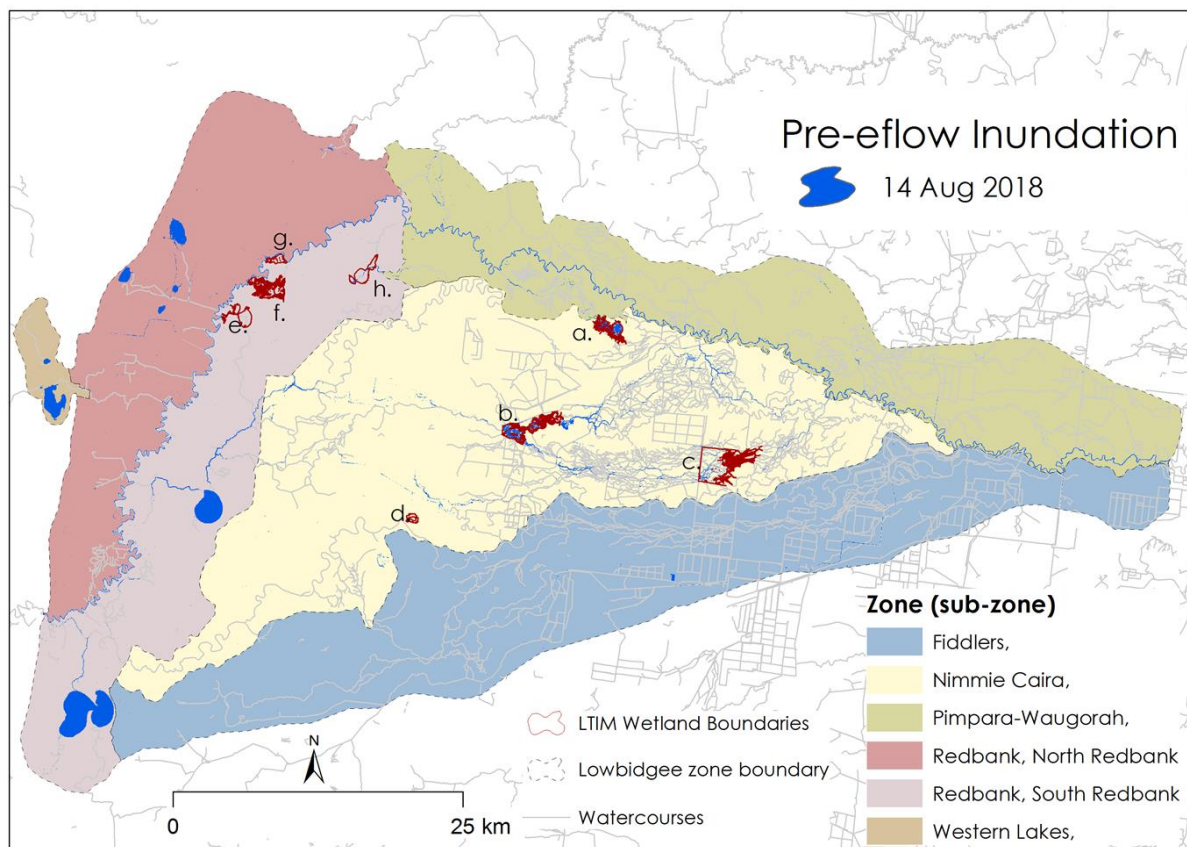 Pre-eflow Inundation
14 Aug 2018
g.
h.
e.
f.
a.
b.
c.
d.
Zone (sub-zone)
Fiddlers,
Nimmie Caira,
Pimpara-Waugorah,
Redbank, North Redbank
Redbank, South Redbank
Western Lakes,
LTIM Wetland Boundaries
Lowbidgee zone boundary
Watercourses
N
0
25 km